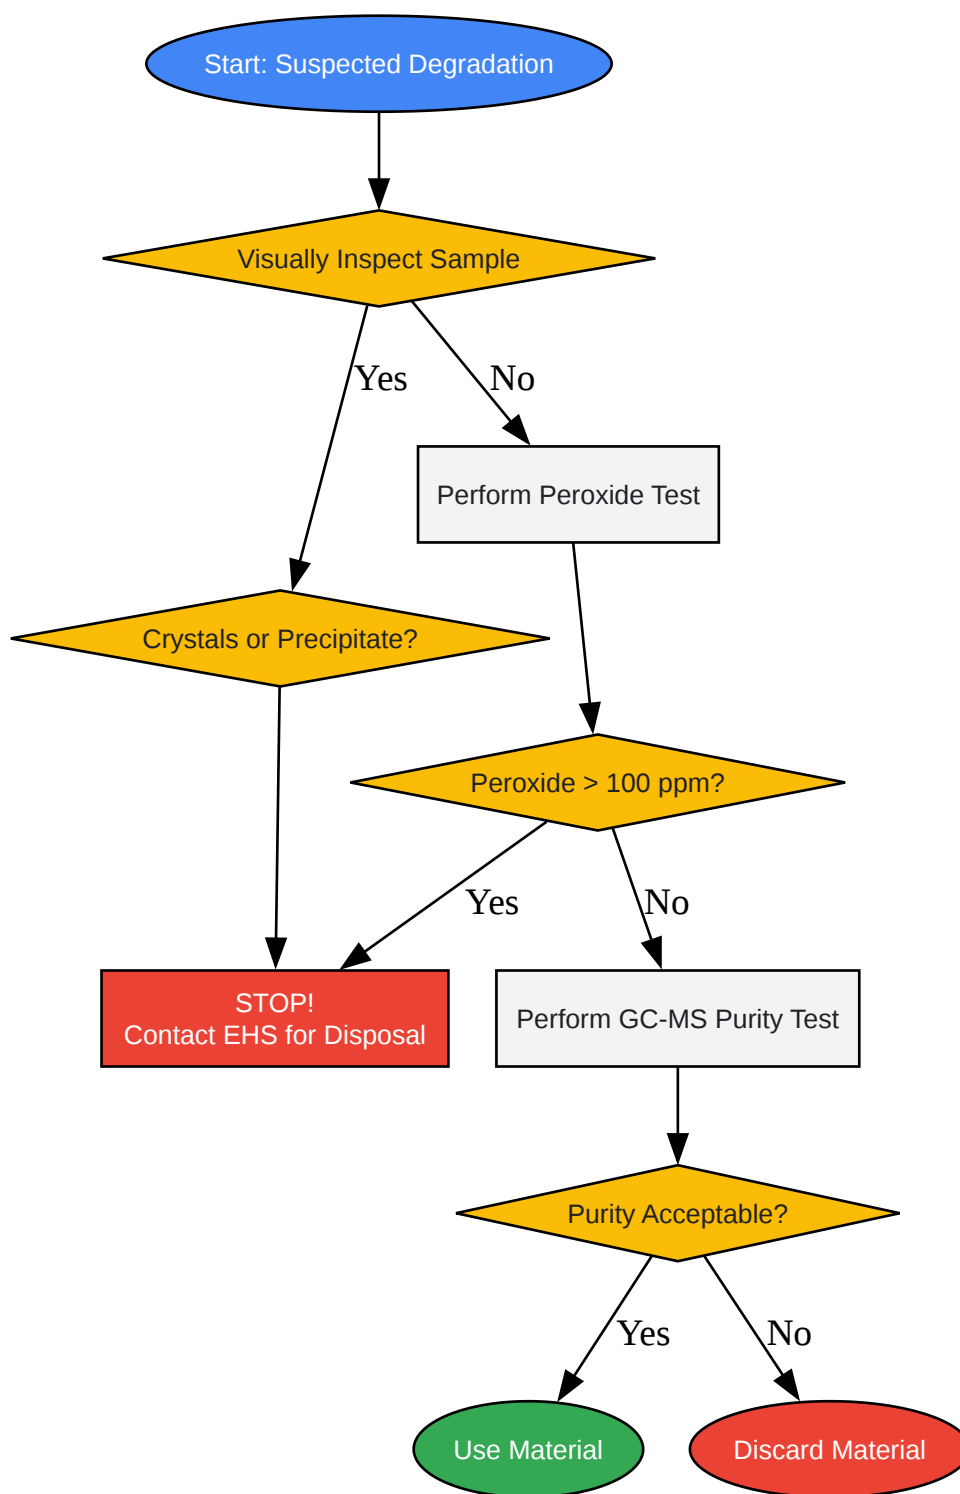 Start: Suspected Degradation
Visually Inspect Sample
Yes
No
Perform Peroxide Test
Crystals or Precipitate?
Peroxide > 100 ppm?
Yes
No
STOP!
Contact EHS for Disposal
Perform GC-MS Purity Test
Purity Acceptable?
Yes
No
Use Material
Discard Material